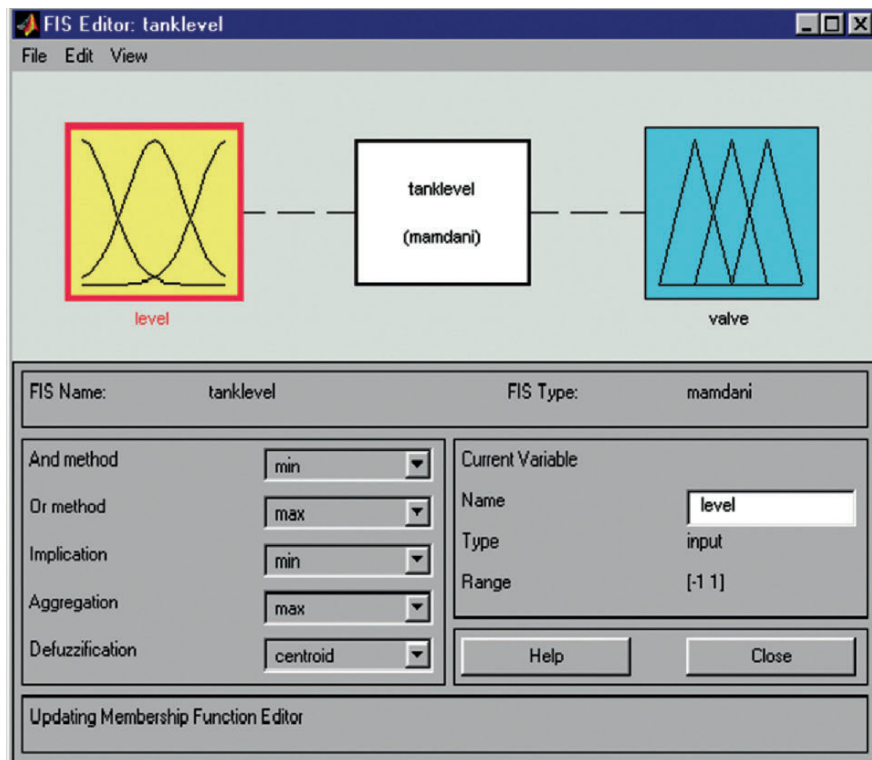 FIS Editor: tanklevel
File Edit View
tanklevel
(mamdani)
level
valve
FIS Name: tanklevel FIS Type: mamdani
And method min
Or method max
Implication min
Aggregation max
Defuzzification centroid
Current Variable
Name level
Type input
Range [-1 1]
Help Close
Updating Membership Function Editor